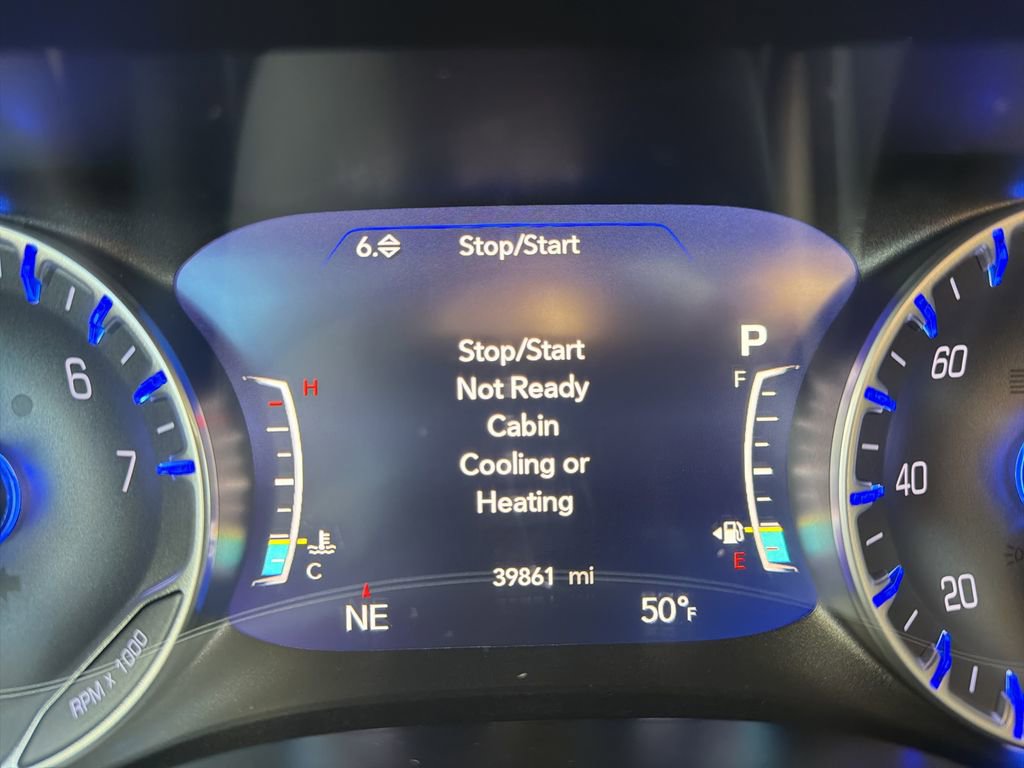 6. Stop/Start
Stop/Start
Not Ready
Cabin
Cooling or
Heating
P
H
F
C
E
39861 mi
NE
50°F
6
7
RPM x 1000
60
40
20